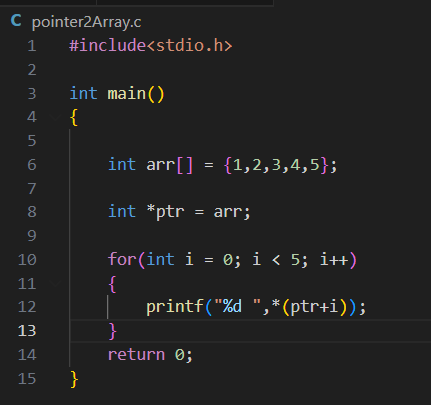 C pointer2Array.c
1 #include<stdio.h>
2
3 int main()
4 {
5
6     int arr[] = {1,2,3,4,5};
7
8     int *ptr = arr;
9
10     for(int i = 0; i < 5; i++)
11     {
12         printf("%d ",*(ptr+i));
13     }
14     return 0;
15 }